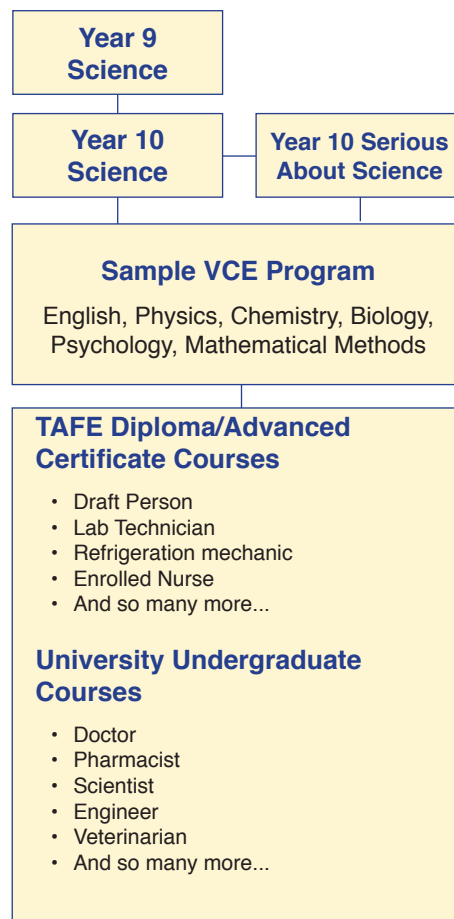 Year 9
Science
Year 10
Science
Year 10 Serious
About Science
Sample VCE Program
English, Physics, Chemistry, Biology,
Psychology, Mathematical Methods
TAFE Diploma/Advanced
Certificate Courses
• Draft Person
• Lab Technician
• Refrigeration mechanic
• Enrolled Nurse
• And so many more...
University Undergraduate
Courses
• Doctor
• Pharmacist
• Scientist
• Engineer
• Veterinarian
• And so many more...